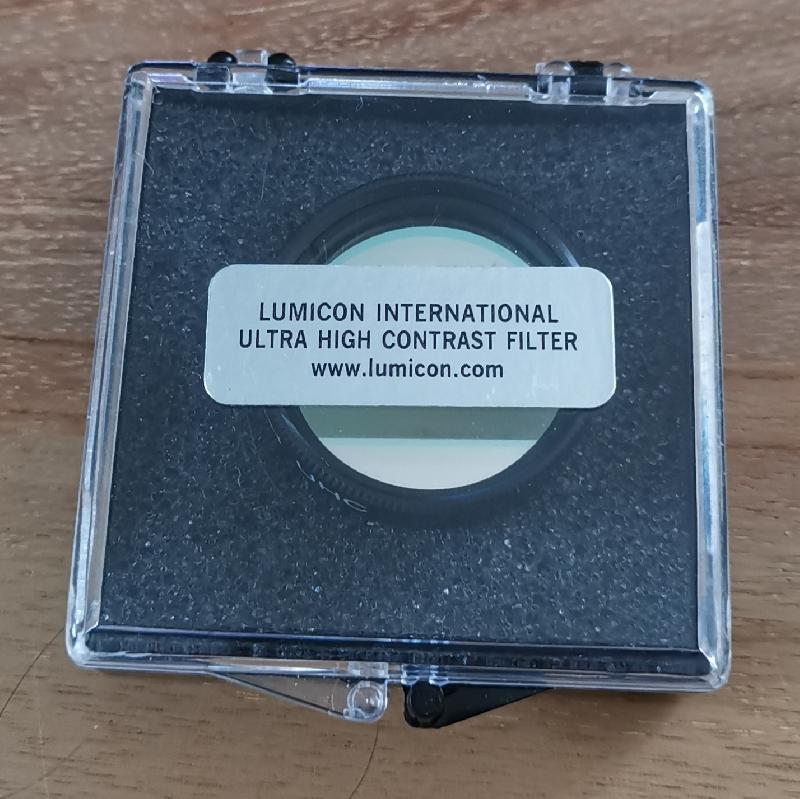 LUMICON INTERNATIONAL
ULTRA HIGH CONTRAST FILTER
www.lumicon.com